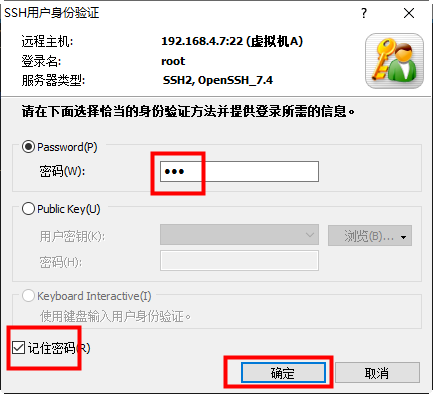 SSH用户身份验证
远程主机: 192.168.4.7:22 (虚拟机A)
登录名: root
服务器类型: SSH2, OpenSSH_7.4
请在下面选择恰当的身份验证方法并提供登录所需的信息。
Password(P)
密码(W): •••
Public Key(U)
用户密钥(K): 浏览(B)...
密码(H):
Keyboard Interactive(I)
使用键盘输入用户身份验证。
记住密码(R)
确定 取消